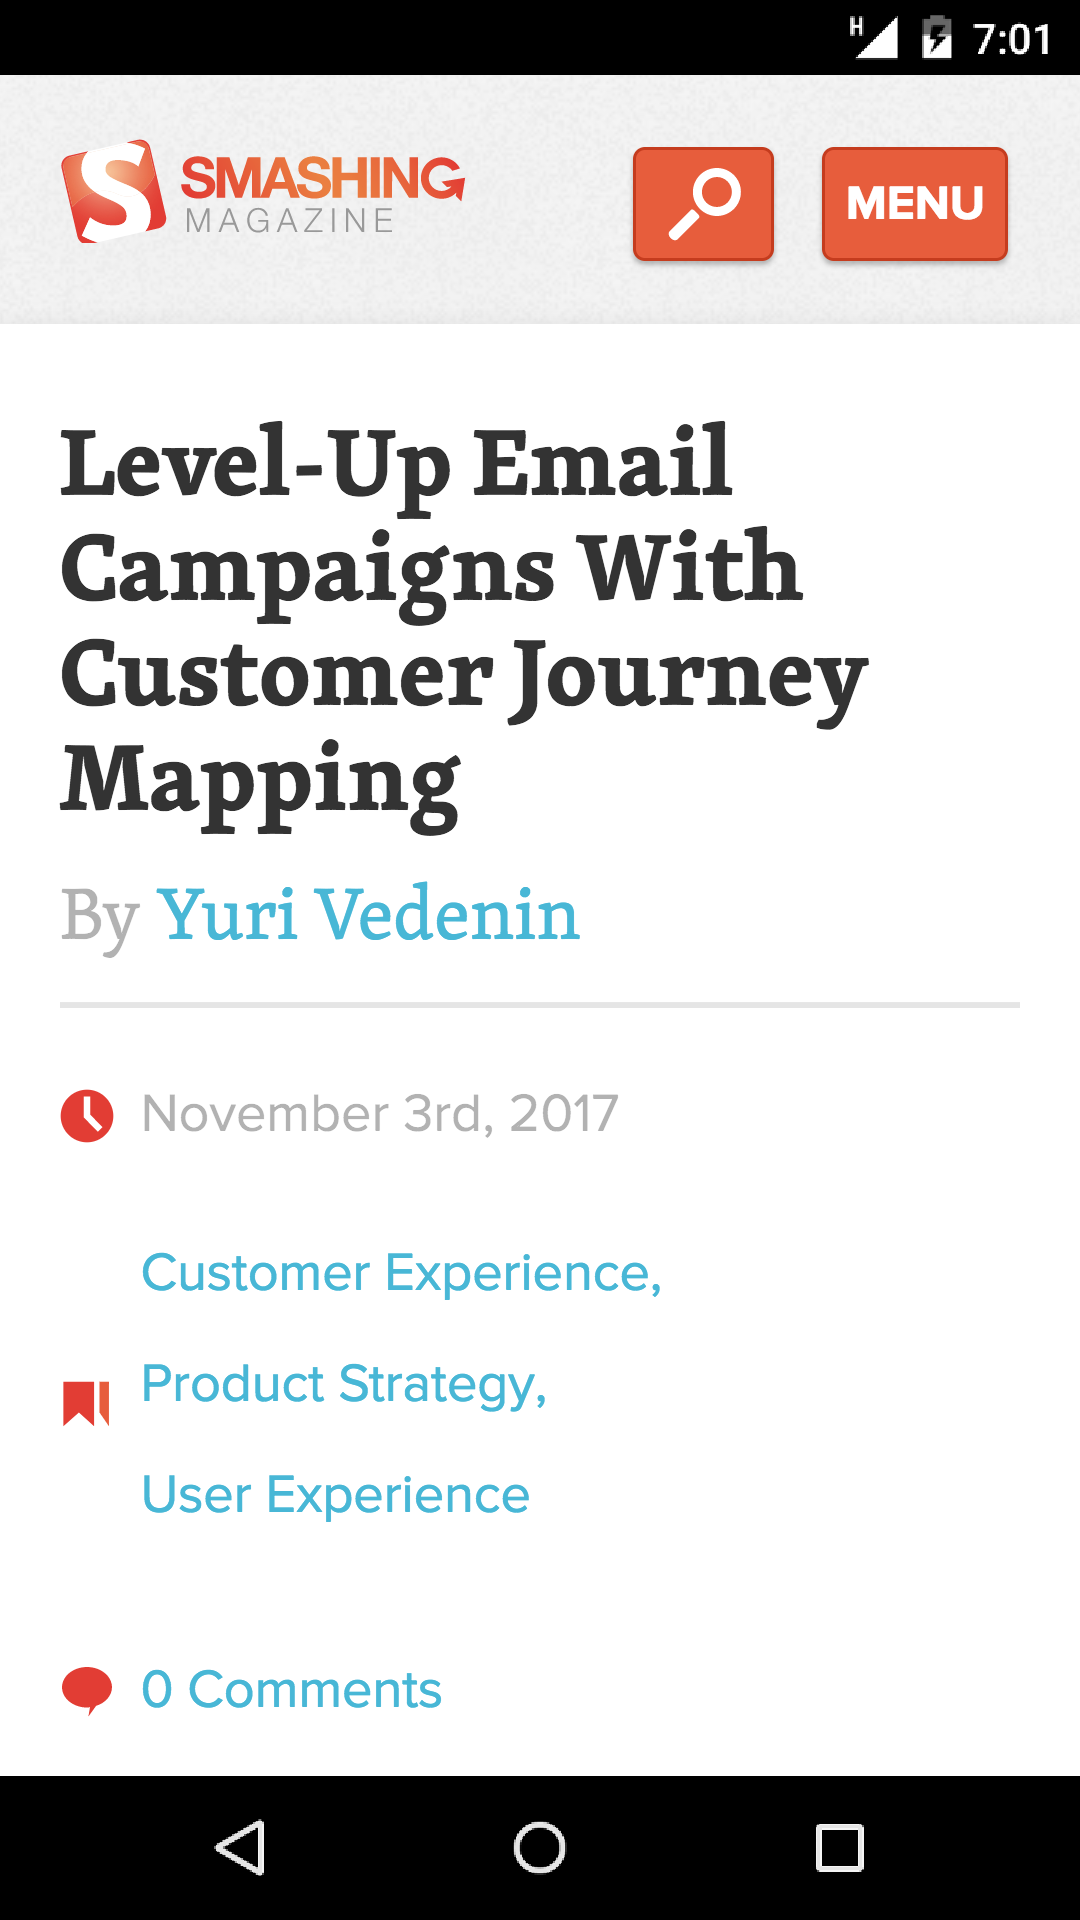 H 7:01
SMASHING
MAGAZINE
MENU
Level-Up Email
Campaigns With
Customer Journey
Mapping
By Yuri Vedenin
November 3rd, 2017
Customer Experience,
Product Strategy,
User Experience
0 Comments